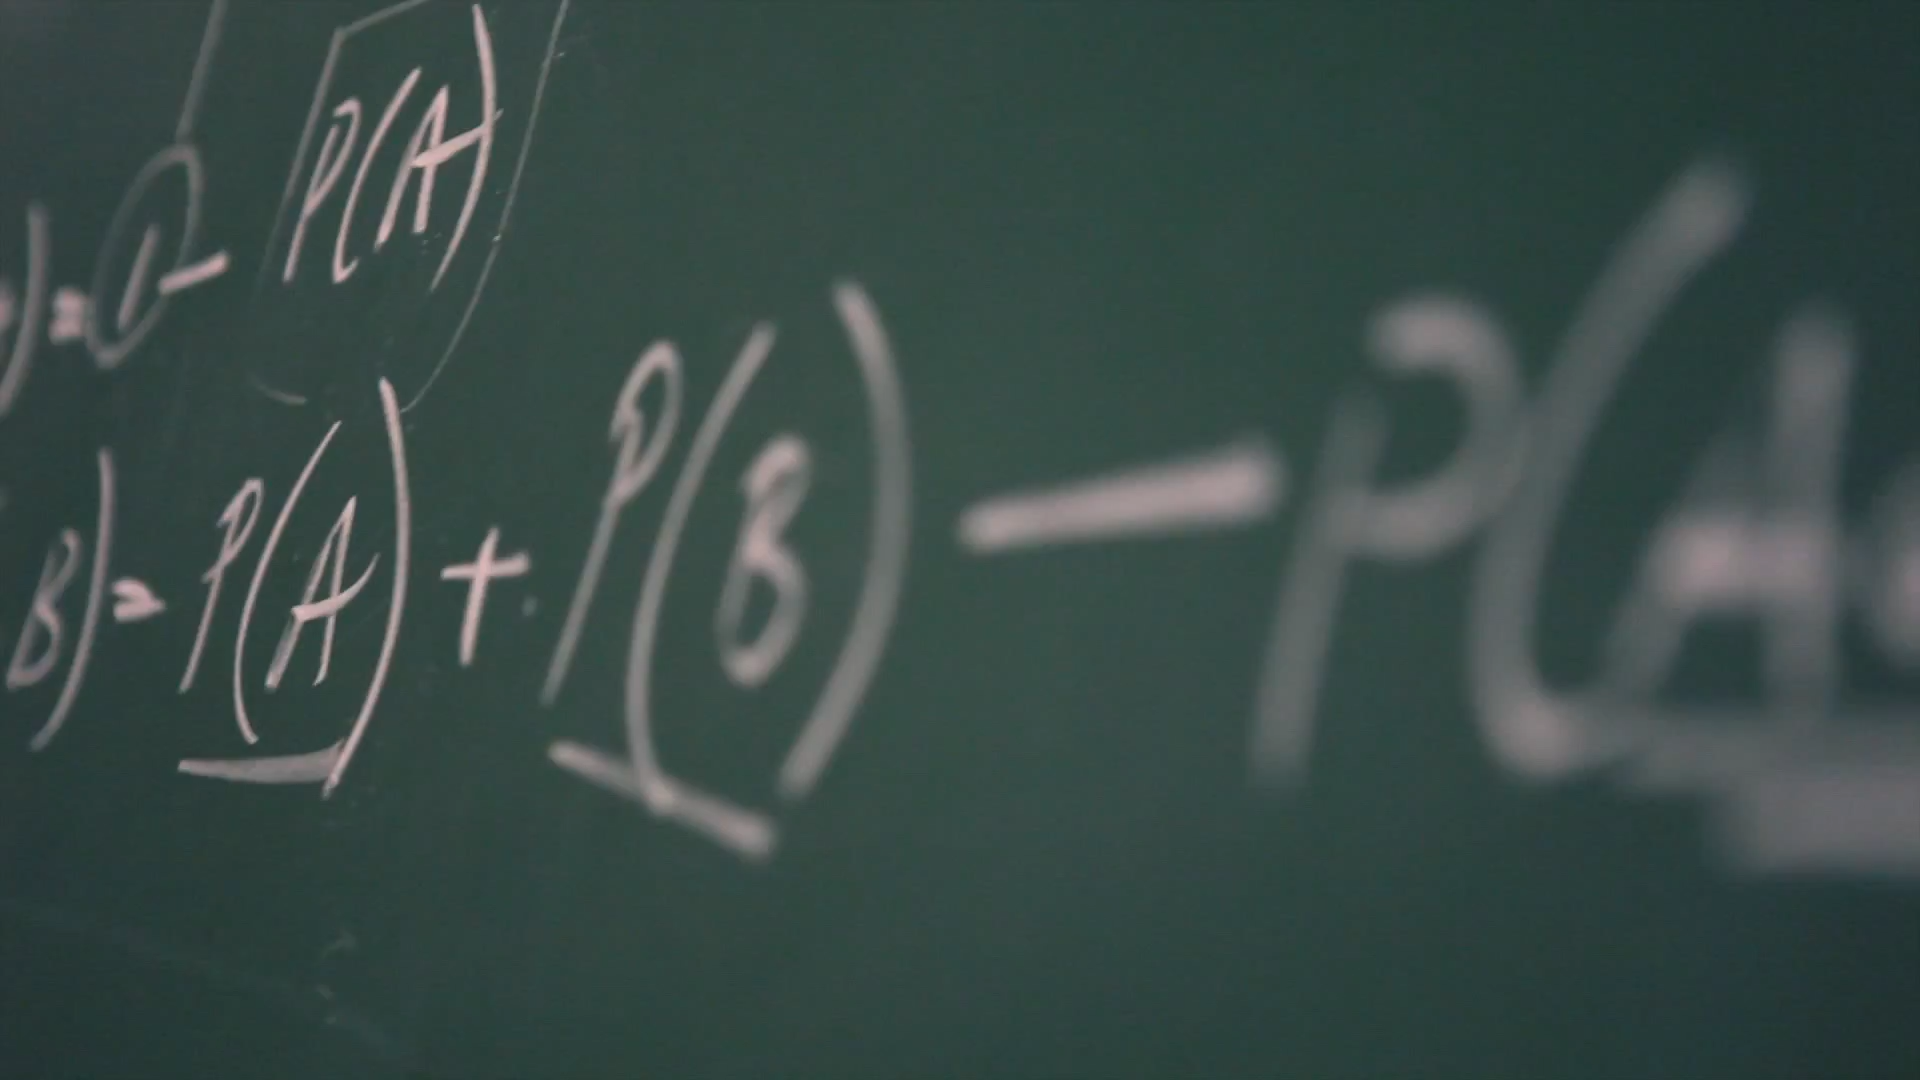 ) = 1 - P(A)
B) = P(A) + P(B) - P(A